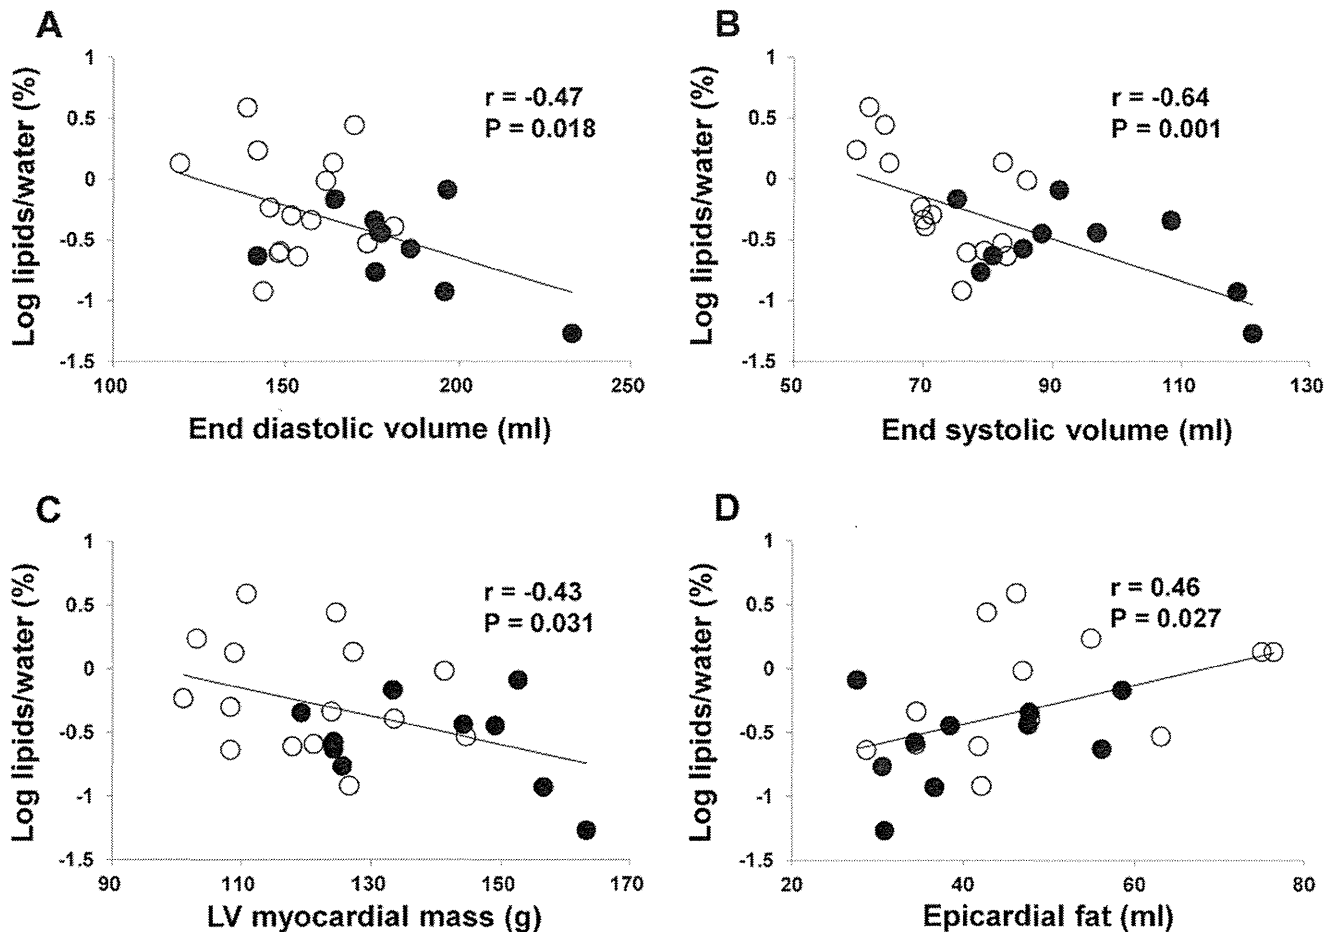 A
Log lipids/water (%)
1
0.5
0
-0.5
-1
-1.5
r = -0.47
P = 0.018
100
150
200
250
End diastolic volume (ml)
B
Log lipids/water (%)
1
0.5
0
-0.5
-1
-1.5
r = -0.64
P = 0.001
50
70
90
110
130
End systolic volume (ml)
C
Log lipids/water (%)
1
0.5
0
-0.5
-1
-1.5
r = -0.43
P = 0.031
90
110
130
150
170
LV myocardial mass (g)
D
Log lipids/water (%)
1
0.5
0
-0.5
-1
-1.5
r = 0.46
P = 0.027
20
40
60
80
Epicardial fat (ml)